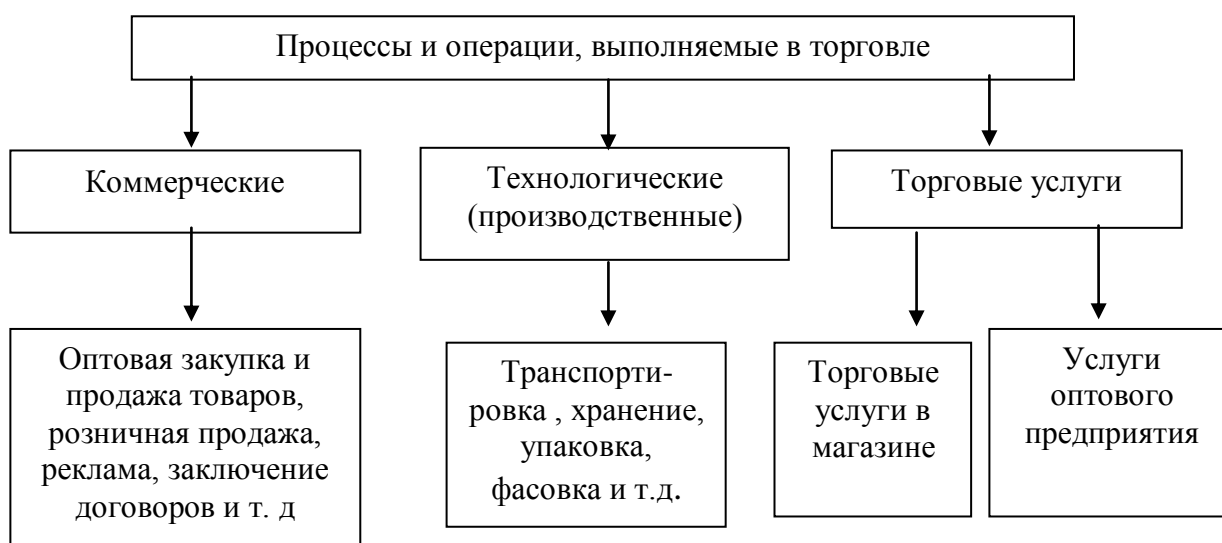 Процессы и операции, выполняемые в торговле
Коммерческие
Технологические
(производственные)
Торговые услуги
Оптовая закупка и
продажа товаров,
розничная продажа,
реклама, заключение
договоров и т. д
Транспорти-
ровка , хранение,
упаковка,
фасовка и т.д.
Торговые
услуги в
магазине
Услуги
оптового
предприятия